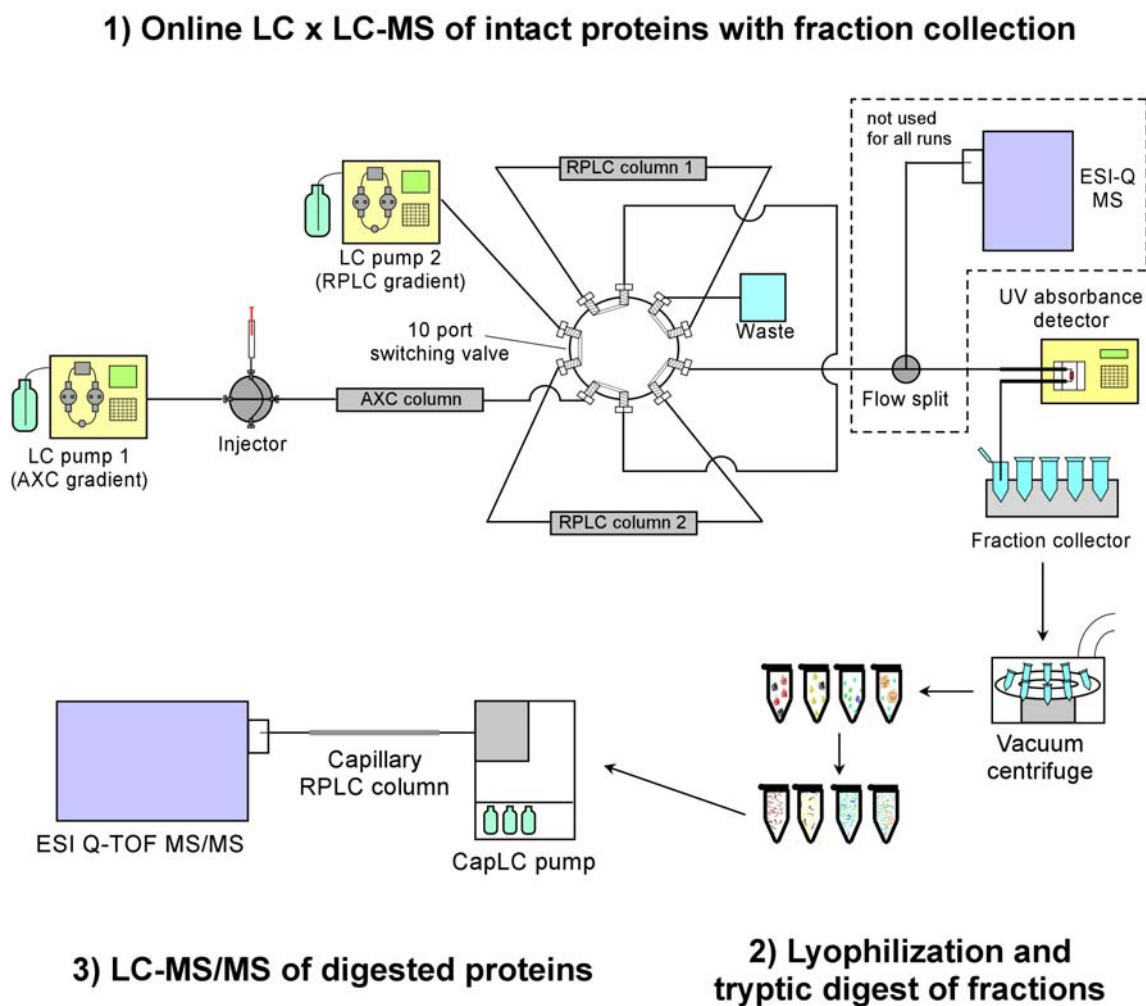 1) Online LC x LC-MS of intact proteins with fraction collection
not used
for all runs
RPLC column 1
ESI-Q
MS
LC pump 2
(RPLC gradient)
Waste
UV absorbance
detector
10 port
switching valve
AXC column
Flow split
Injector
LC pump 1
(AXC gradient)
RPLC column 2
Fraction collector
Vacuum
centrifuge
Capillary
RPLC column
ESI Q-TOF MS/MS
CapLC pump
3) LC-MS/MS of digested proteins
2) Lyophilization and
tryptic digest of fractions